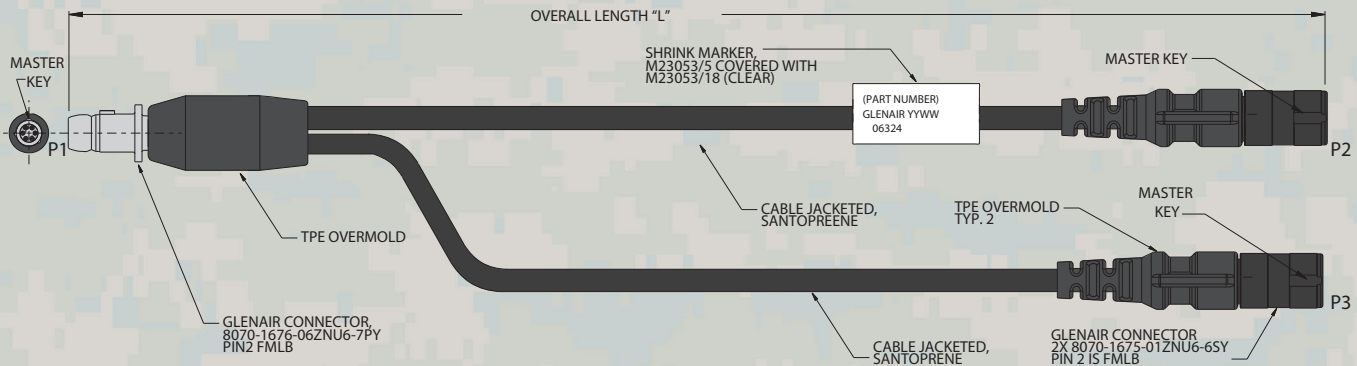 OVERALL LENGTH “L”
MASTER
KEY
SHRINK MARKER,
M23053/5 COVERED WITH
M23053/18 (CLEAR)
MASTER KEY
(PART NUMBER)
GLENAIR YYWW
06324
P1
P2
CABLE JACKETED,
SANTOPREENE
TPE OVERMOLD
TYP. 2
MASTER
KEY
TPE OVERMOLD
P3
GLENAIR CONNECTOR,
8070-1676-06ZNU6-7PY
PIN2 FMLB
CABLE JACKETED,
SANTOPRENE
GLENAIR CONNECTOR
2X 8070-1675-01ZNU6-6SY
PIN 2 IS FMLB